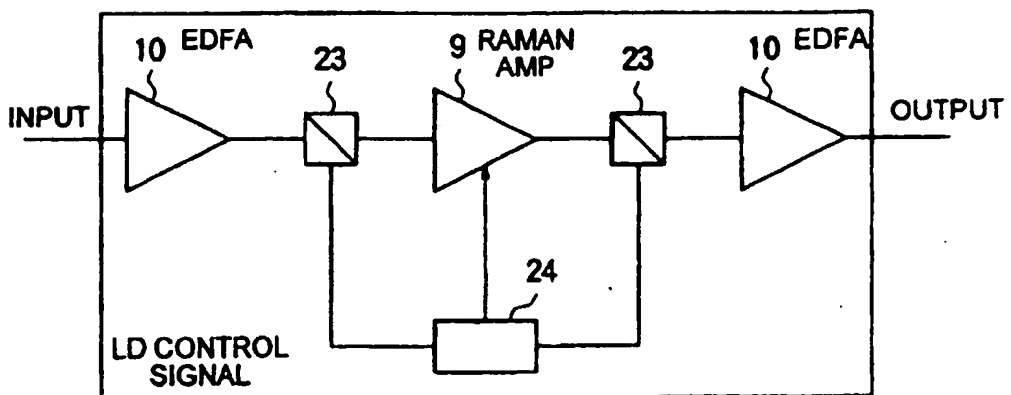 10 EDFA
23
9 RAMAN
AMP
23
10 EDFA
INPUT
OUTPUT
24
LD CONTROL
SIGNAL